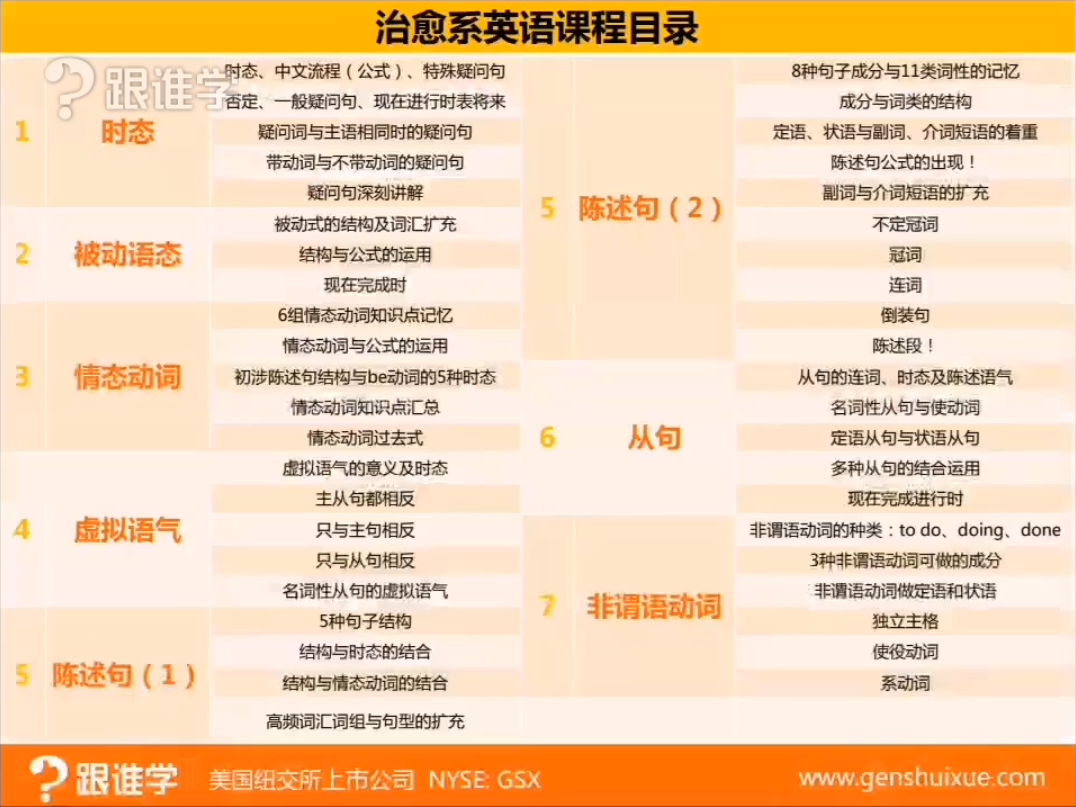 治愈系英语课程目录
跟谁学
1
时态
时态、中文流程（公式）、特殊疑问句
否定、一般疑问句、现在进行时表将来
疑问词与主语相同时的疑问句
带动词与不带动词的疑问句
疑问句深刻讲解
2
被动语态
被动式的结构及词汇扩充
结构与公式的运用
现在完成时
3
情态动词
6组情态动词知识点记忆
情态动词与公式的运用
初涉陈述句结构与be动词的5种时态
情态动词知识点汇总
情态动词过去式
4
虚拟语气
虚拟语气的意义及时态
主从句都相反
只与主句相反
只与从句相反
名词性从句的虚拟语气
5
陈述句（1）
5种句子结构
结构与时态的结合
结构与情态动词的结合
高频词汇词组与句型的扩充
5
陈述句（2）
8种句子成分与11类词性的记忆
成分与词类的结构
定语、状语与副词、介词短语的着重
陈述句公式的出现！
副词与介词短语的扩充
不定冠词
冠词
连词
倒装句
陈述段！
6
从句
从句的连词、时态及陈述语气
名词性从句与使动词
定语从句与状语从句
多种从句的结合运用
现在完成进行时
7
非谓语动词
非谓语动词的种类：to do、doing、done
3种非谓语动词可做的成分
非谓语动词做定语和状语
独立主格
使役动词
系动词
跟谁学
美国纽交所上市公司 NYSE: GSX
www.genshuixue.com